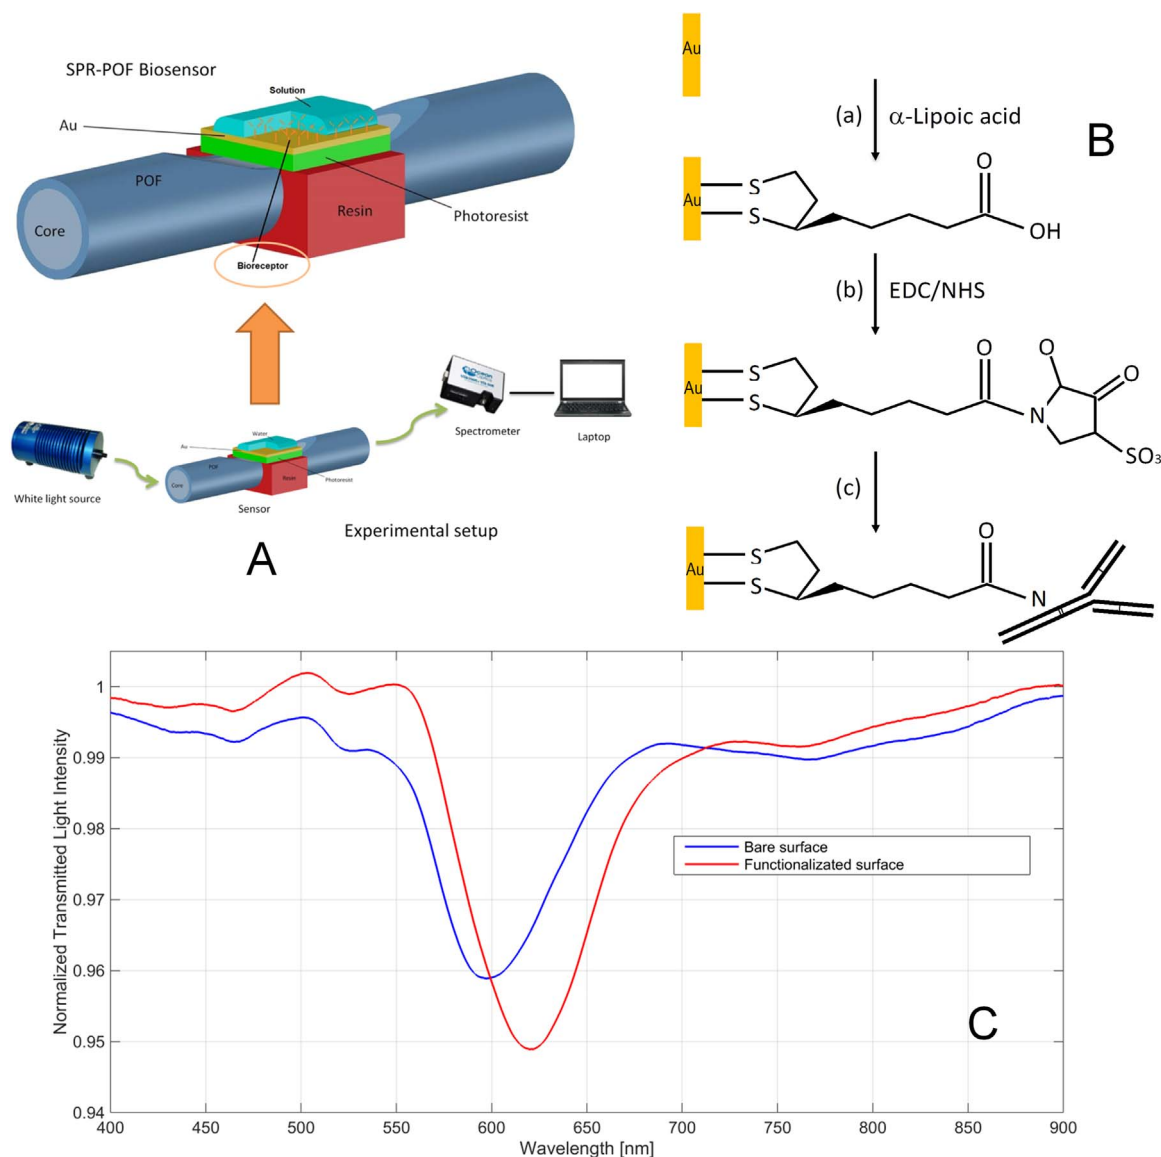 SPR-POF Biosensor
Solution
Au
POF
Core
Resin
Photoresist
Bioreceptor
White light source
Water
Au
POF
Core
Resin
Photoresist
Sensor
Spectrometer
Laptop
Experimental setup
A
Au
(a) α-Lipoic acid
B
Au
S
S
O
OH
(b) EDC/NHS
Au
S
S
O
N
O
O
SO3
(c)
Au
S
S
O
N
Normalized Transmitted Light Intensity
1
0.99
0.98
0.97
0.96
0.95
0.94
400 450 500 550 600 650 700 750 800 850 900
Wavelength [nm]
Bare surface
Functionalizated surface
C